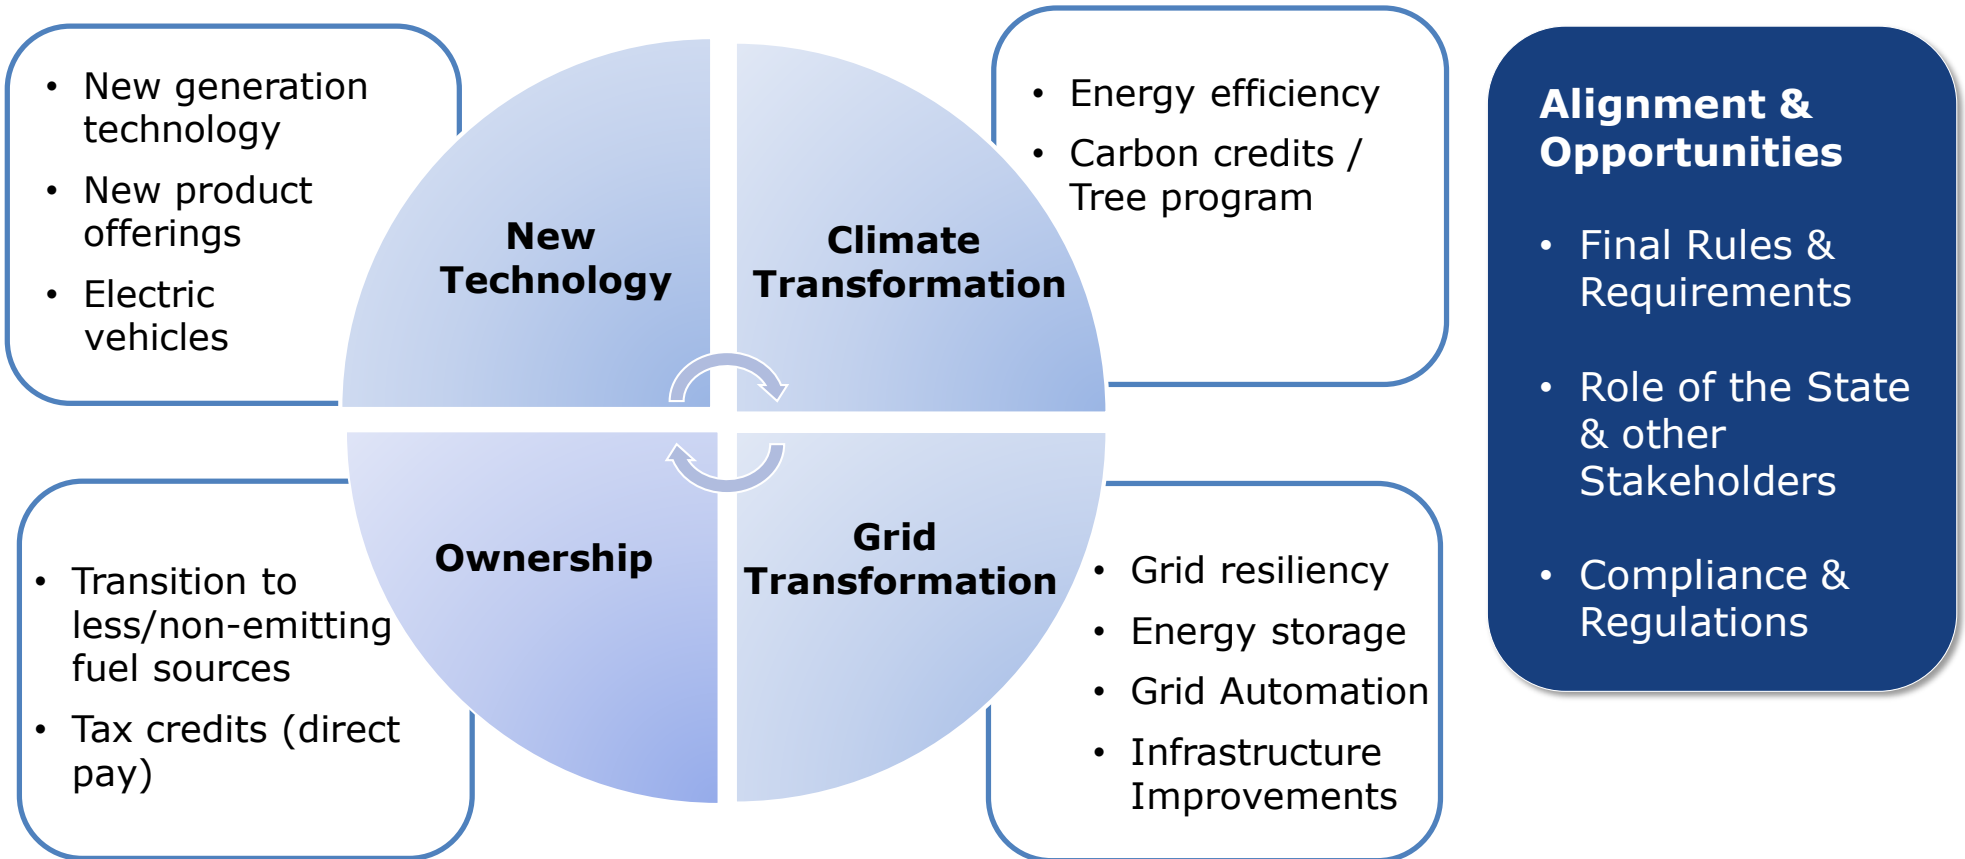 • New generation
technology
• New product
offerings
• Electric
vehicles
New
Technology
Climate
Transformation
• Energy efficiency
• Carbon credits /
Tree program
Ownership
• Transition to
less/non-emitting
fuel sources
• Tax credits (direct
pay)
Grid
Transformation
• Grid resiliency
• Energy storage
• Grid Automation
• Infrastructure
Improvements
Alignment &
Opportunities
• Final Rules &
Requirements
• Role of the State
& other
Stakeholders
• Compliance &
Regulations